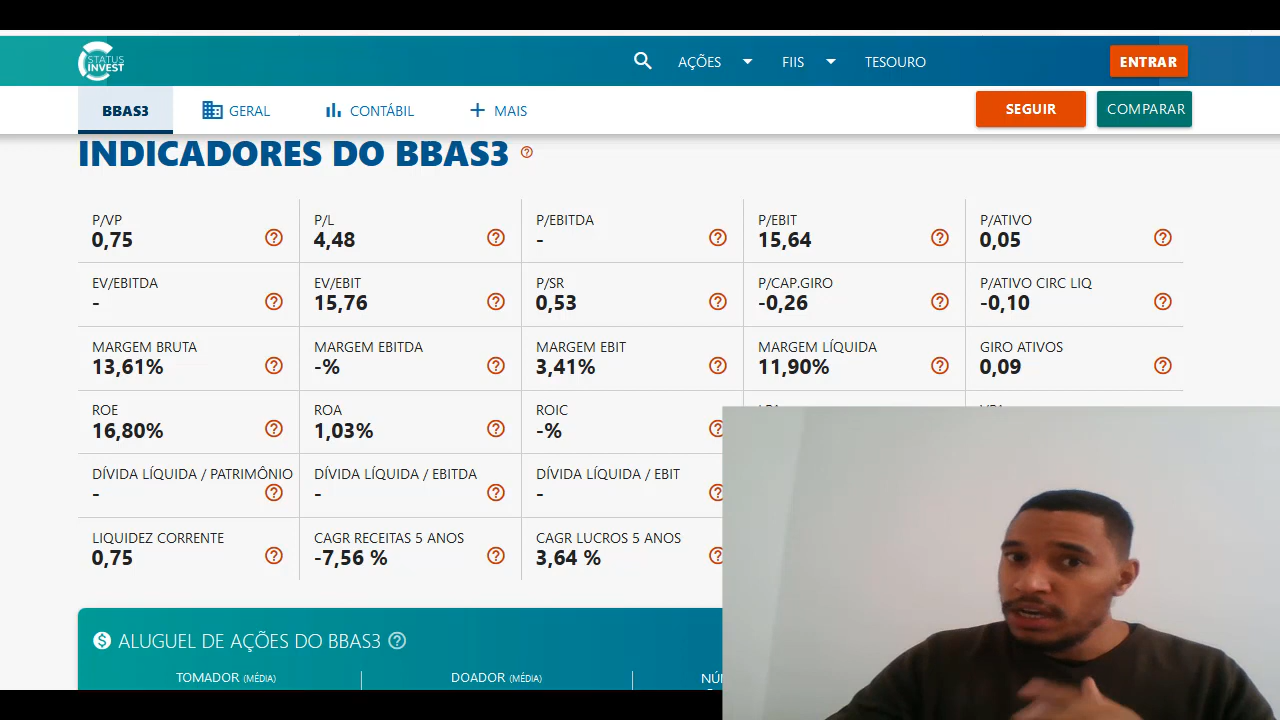 STATUS INVEST
AÇÕES FIIS TESOURO ENTRAR
BBAS3 GERAL CONTÁBIL MAIS SEGUIR COMPARAR
INDICADORES DO BBAS3
P/VP P/L P/EBITDA P/EBIT P/ATIVO
0,75 4,48 - 15,64 0,05
EV/EBITDA EV/EBIT P/SR P/CAP.GIRO P/ATIVO CIRC LIQ
- 15,76 0,53 -0,26 -0,10
MARGEM BRUTA MARGEM EBITDA MARGEM EBIT MARGEM LÍQUIDA GIRO ATIVOS
13,61% -% 3,41% 11,90% 0,09
ROE ROA ROIC
16,80% 1,03% -%
DÍVIDA LÍQUIDA / PATRIMÔNIO DÍVIDA LÍQUIDA / EBITDA DÍVIDA LÍQUIDA / EBIT
- - -
LIQUIDEZ CORRENTE CAGR RECEITAS 5 ANOS CAGR LUCROS 5 ANOS
0,75 -7,56 % 3,64 %
ALUGUEL DE AÇÕES DO BBAS3
TOMADOR (MÉDIA) DOADOR (MÉDIA)